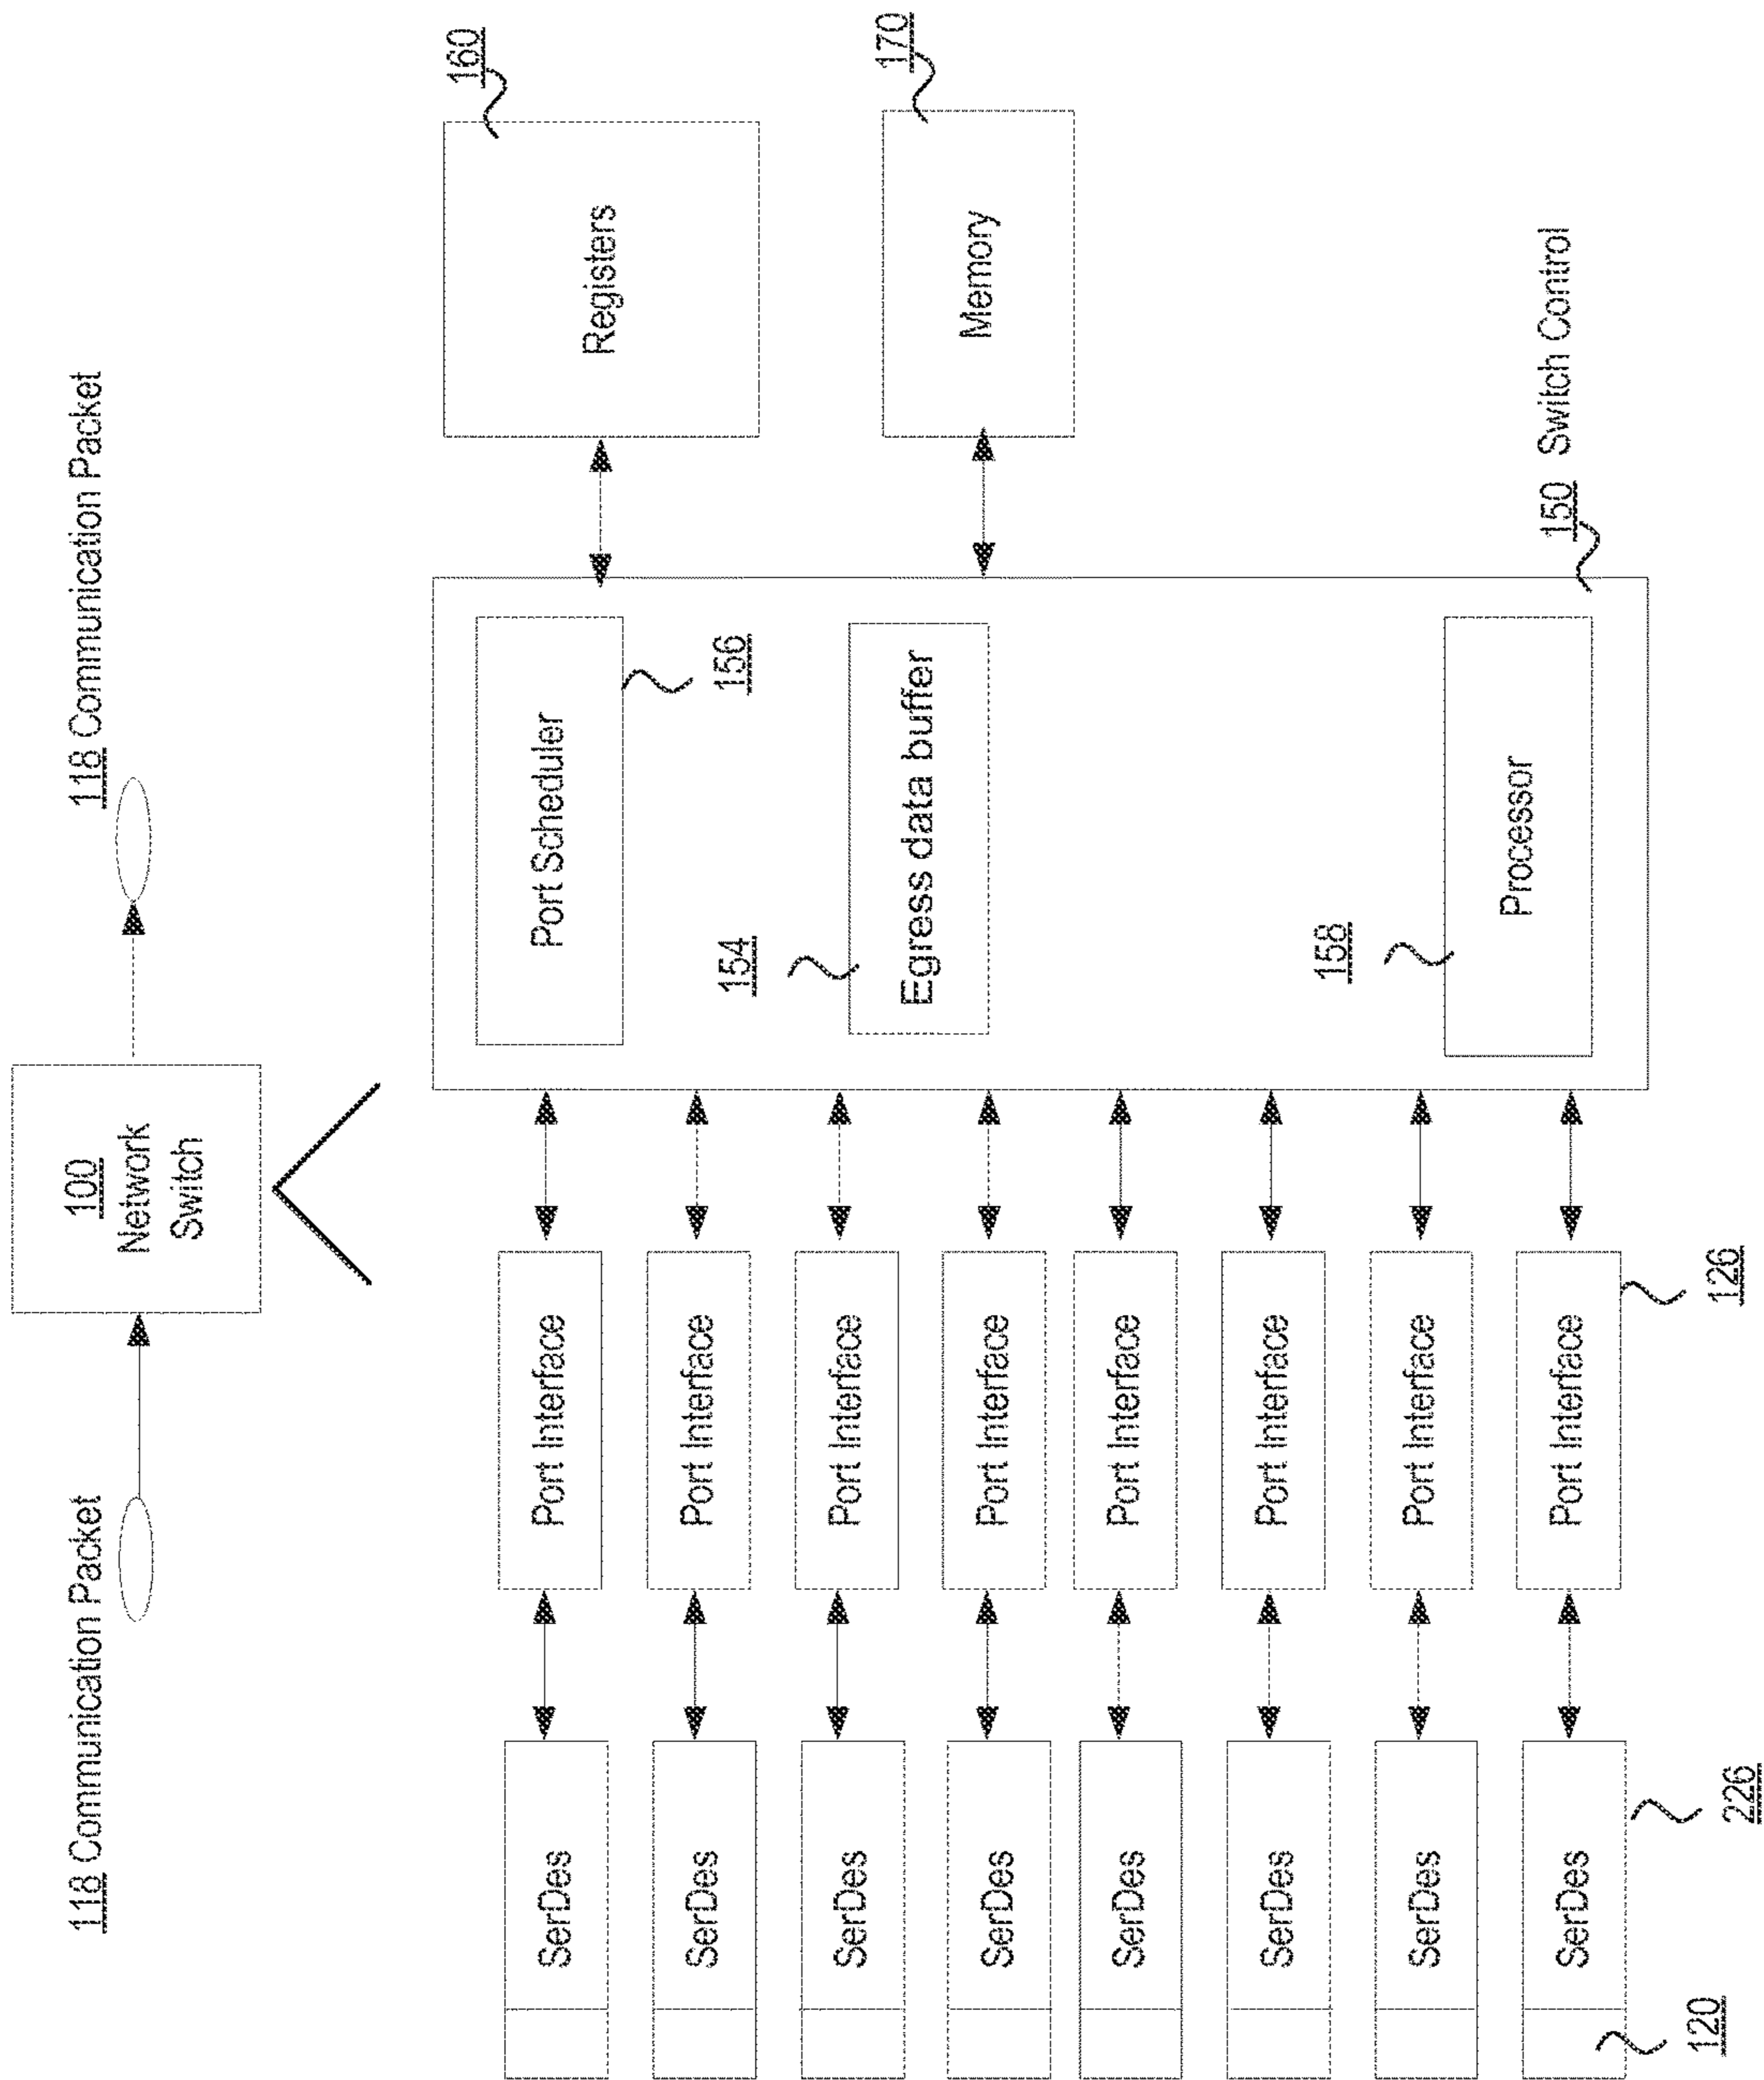 118 Communication Packet
100
Network
Switch
118 Communication Packet
SerDes
Port Interface
SerDes
Port Interface
SerDes
Port Interface
SerDes
Port Interface
SerDes
Port Interface
SerDes
Port Interface
SerDes
Port Interface
SerDes
Port Interface
120
226
126
Port Scheduler
156
154
Egress data buffer
158
Processor
160
Registers
170
Memory
150 Switch Control